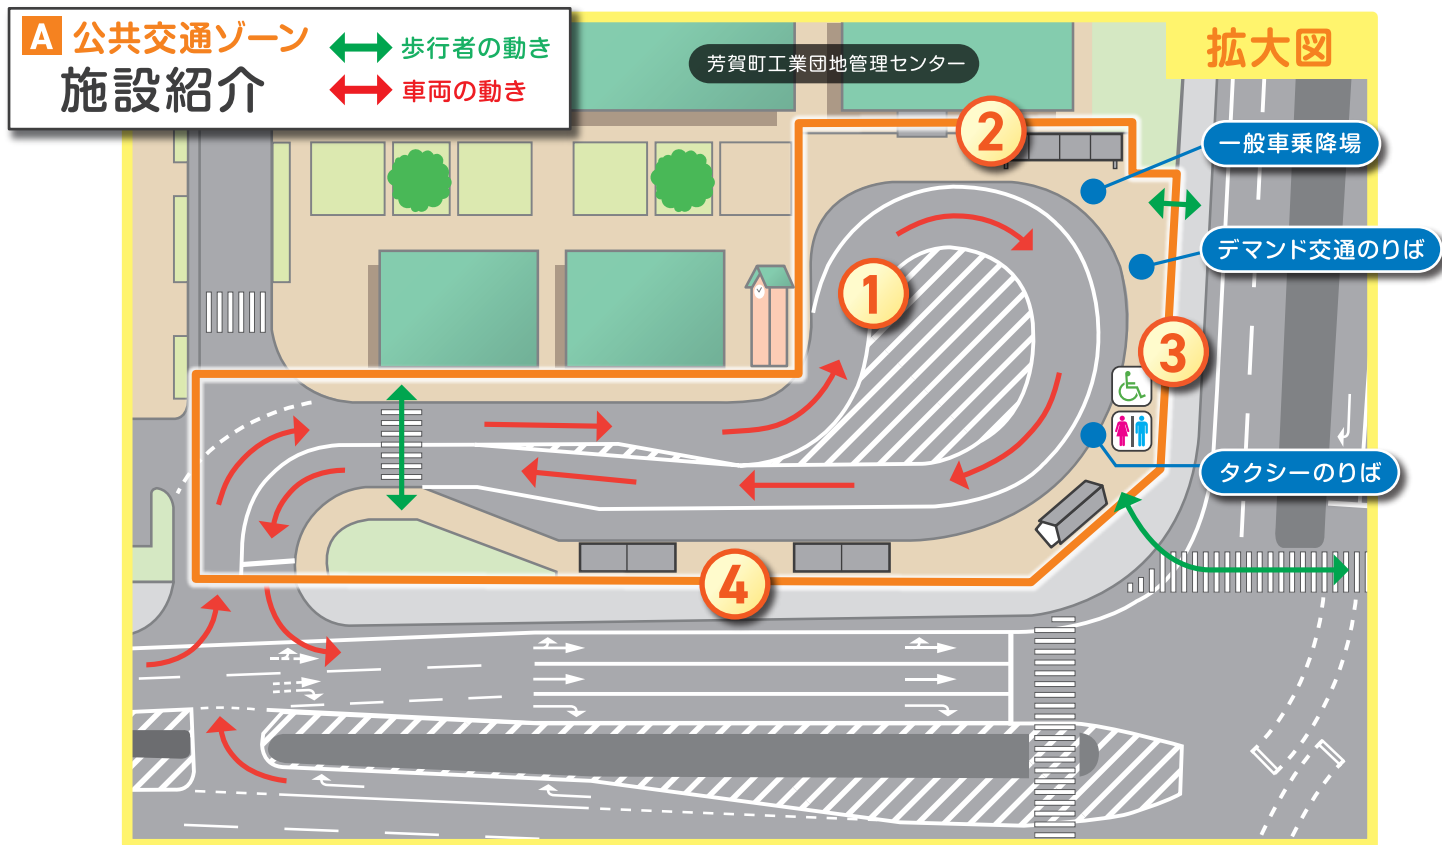 A 公共交通ゾーン
施設紹介
歩行者の動き
車両の動き
芳賀町工業団地管理センター
拡大図
2
一般車乗降場
デマンド交通のりば
1
3
タクシーのりば
4